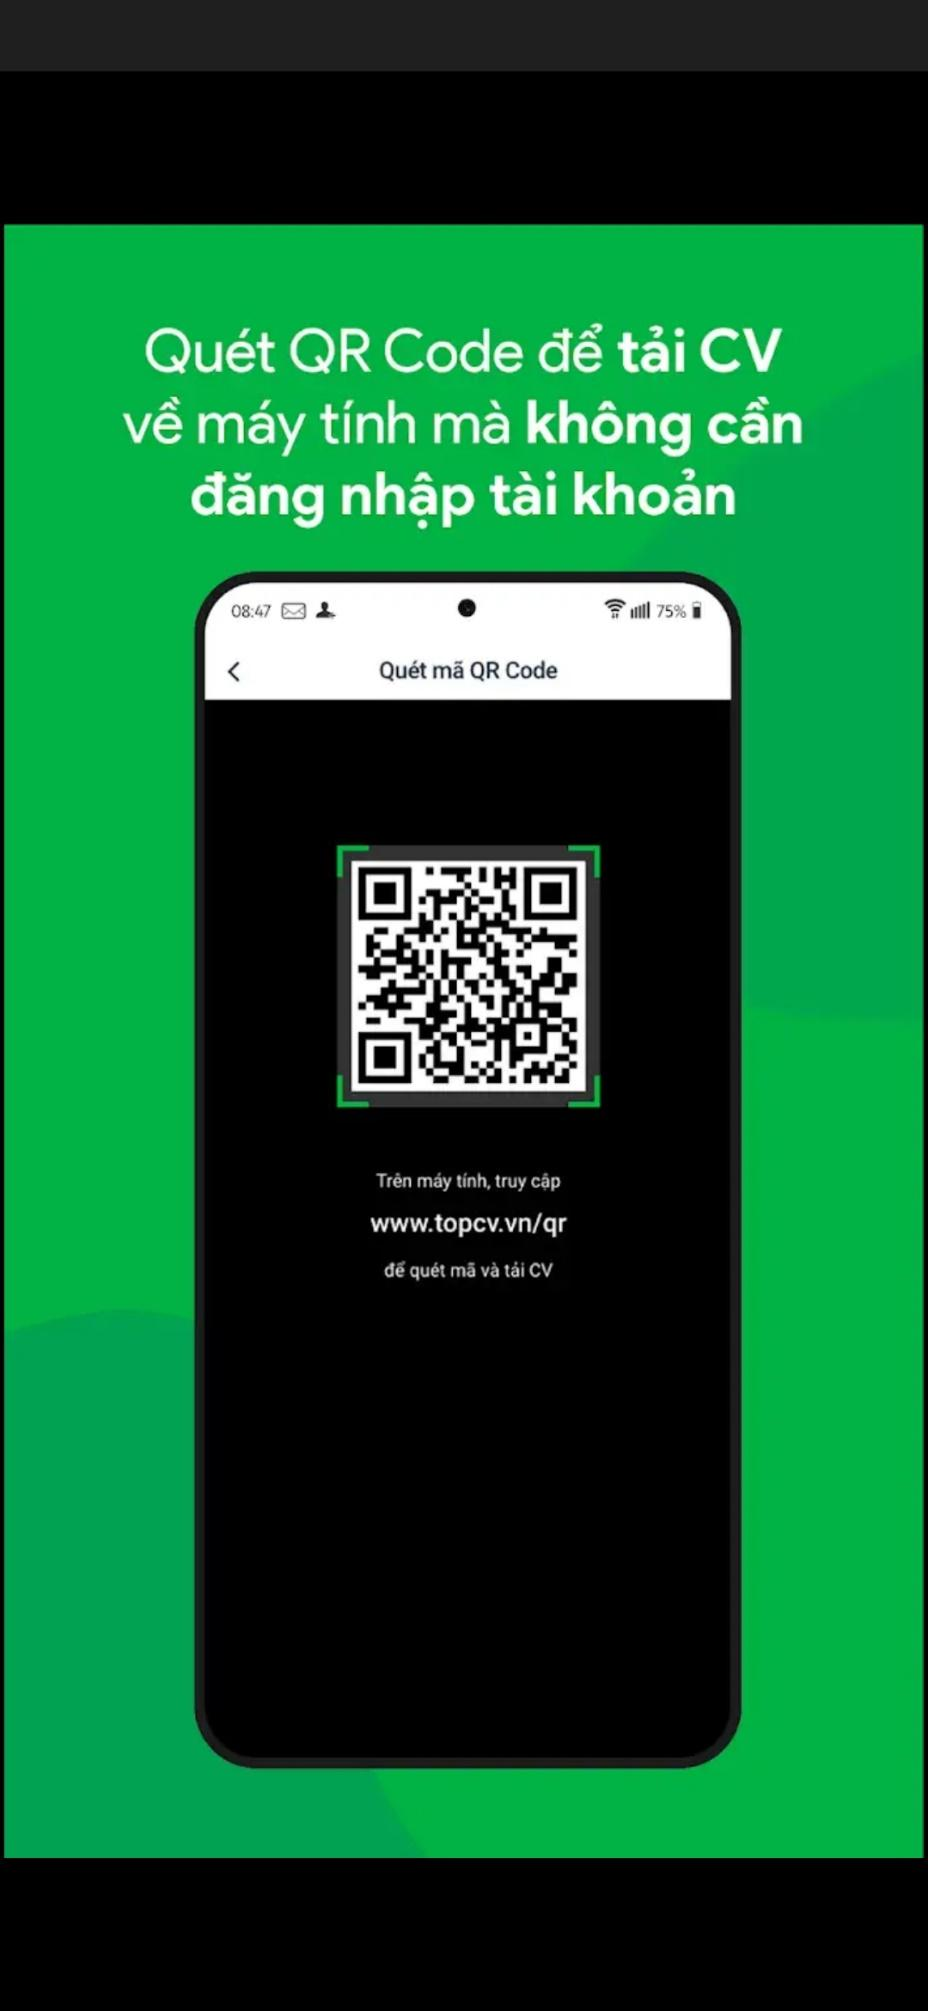 Quét QR Code để tải CV
về máy tính mà không cần
đăng nhập tài khoản
08:47
75%
Quét mã QR Code
Trên máy tính, truy cập
www.topcv.vn/qr
để quét mã và tải CV